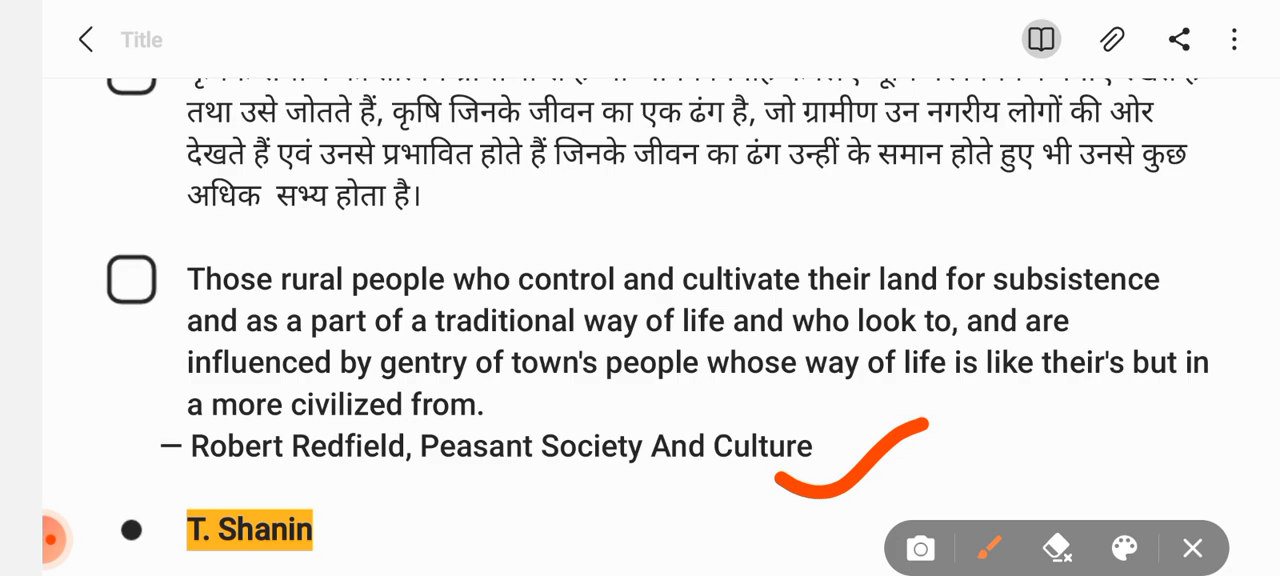 Title
तथा उसे जोतते हैं, कृषि जिनके जीवन का एक ढंग है, जो ग्रामीण उन नगरीय लोगों की ओर
देखते हैं एवं उनसे प्रभावित होते हैं जिनके जीवन का ढंग उन्हीं के समान होते हुए भी उनसे कुछ
अधिक सभ्य होता है।
Those rural people who control and cultivate their land for subsistence
and as a part of a traditional way of life and who look to, and are
influenced by gentry of town's people whose way of life is like their's but in
a more civilized from.
— Robert Redfield, Peasant Society And Culture
T. Shanin